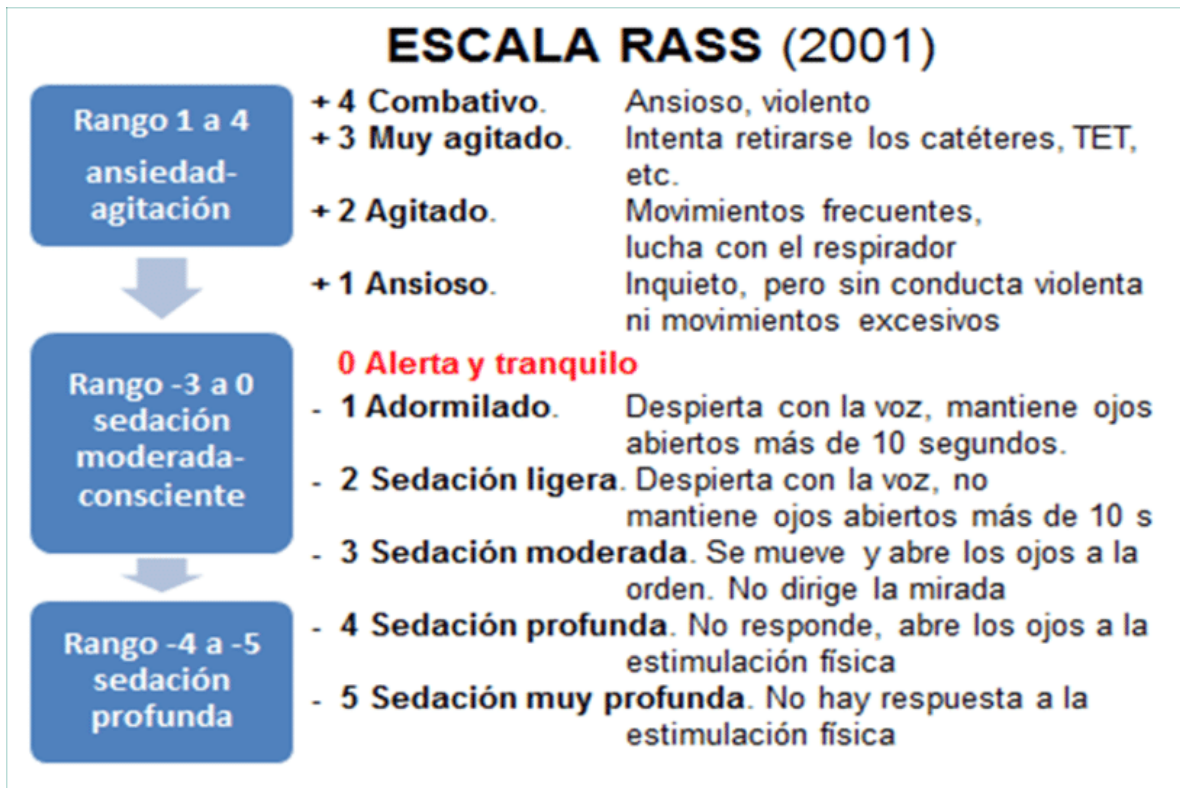 ESCALA RASS (2001)
Rango 1 a 4
ansiedad-
agitación
+ 4 Combativo. Ansioso, violento
+ 3 Muy agitado. Intenta retirarse los catéteres, TET,
etc.
+ 2 Agitado. Movimientos frecuentes,
lucha con el respirador
+ 1 Ansioso. Inquieto, pero sin conducta violenta
ni movimientos excesivos
Rango -3 a 0
sedación
moderada-
consciente
0 Alerta y tranquilo
- 1 Adormilado. Despierta con la voz, mantiene ojos
abiertos más de 10 segundos.
- 2 Sedación ligera. Despierta con la voz, no
mantiene ojos abiertos más de 10 s
- 3 Sedación moderada. Se mueve y abre los ojos a la
orden. No dirige la mirada
Rango -4 a -5
sedación
profunda
- 4 Sedación profunda. No responde, abre los ojos a la
estimulación física
- 5 Sedación muy profunda. No hay respuesta a la
estimulación física